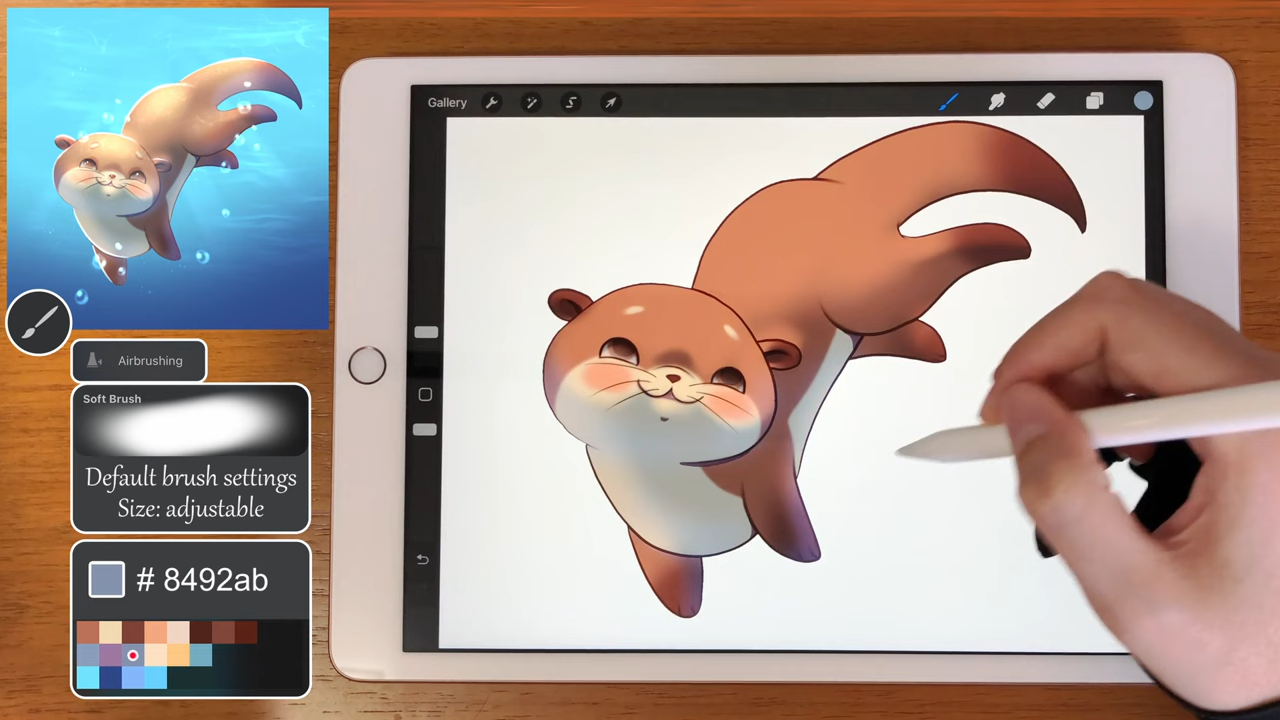 Gallery
Airbrushing
Soft Brush
Default brush settings
Size: adjustable
# 8492ab